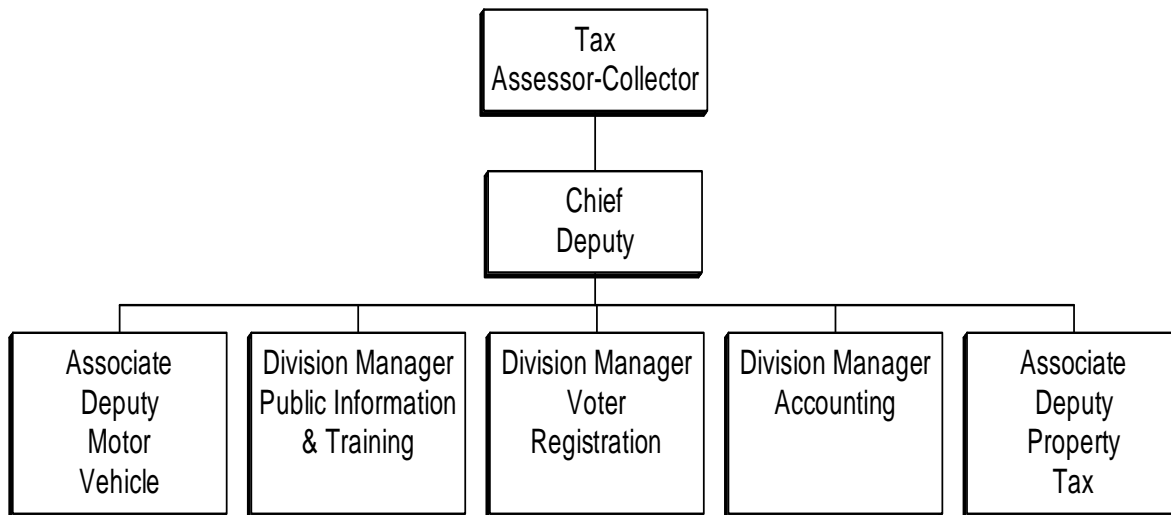 Tax
Assessor-Collector
Chief
Deputy
Associate
Deputy
Motor
Vehicle
Division Manager
Public Information
& Training
Division Manager
Voter
Registration
Division Manager
Accounting
Associate
Deputy
Property
Tax